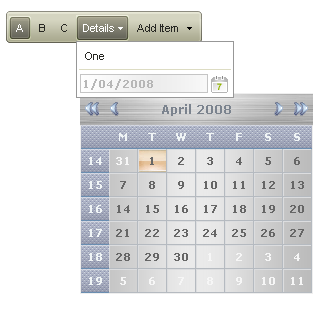 A B C Details Add Item
One
1/04/2008
7
April 2008
M T W T F S S
14 31 1 2 3 4 5 6
15 7 8 9 10 11 12 13
16 14 15 16 17 18 19 20
17 21 22 23 24 25 26 27
18 28 29 30 1 2 3 4
19 5 6 7 8 9 10 11